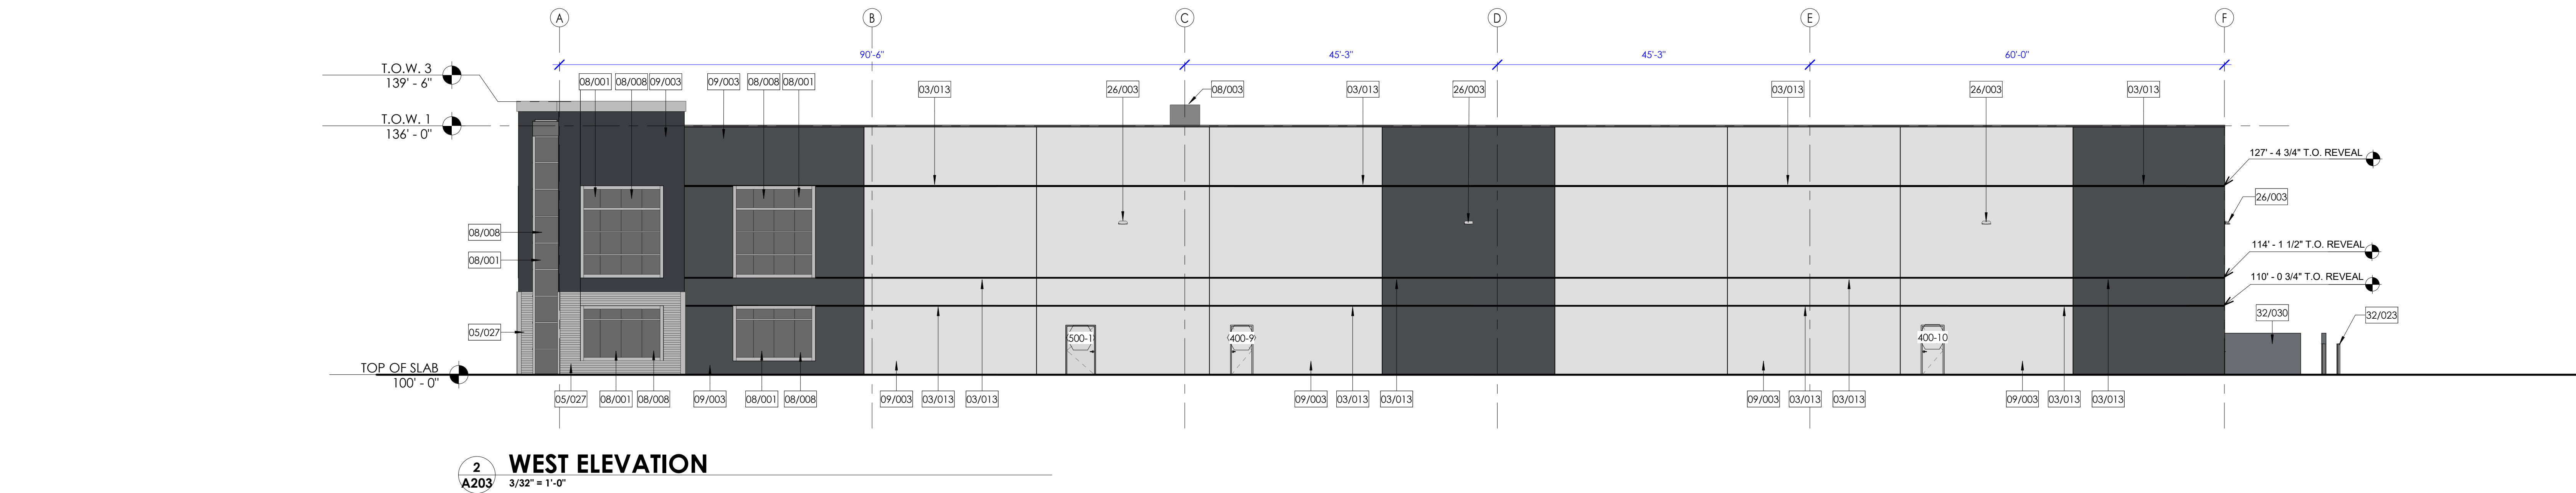 A B C D E F
90'-6" 45'-3" 45'-3" 60'-0"
T.O.W. 3
139' - 6"
08/001 08/008 09/003 09/003 08/008 08/001 03/013 26/003 08/003 03/013 26/003 03/013 26/003 03/013
T.O.W. 1
136' - 0"
127' - 4 3/4" T.O. REVEAL
26/003
08/008
114' - 1 1/2" T.O. REVEAL
08/001
110' - 0 3/4" T.O. REVEAL
32/030 32/023
05/027
500-1 400-9 400-10
TOP OF SLAB
100' - 0"
05/027 08/001 08/008 09/003 08/001 08/008 09/003 03/013 03/013 09/003 03/013 03/013 09/003 03/013 03/013 09/003 03/013 03/013
2 WEST ELEVATION
A203 3/32" = 1'-0"